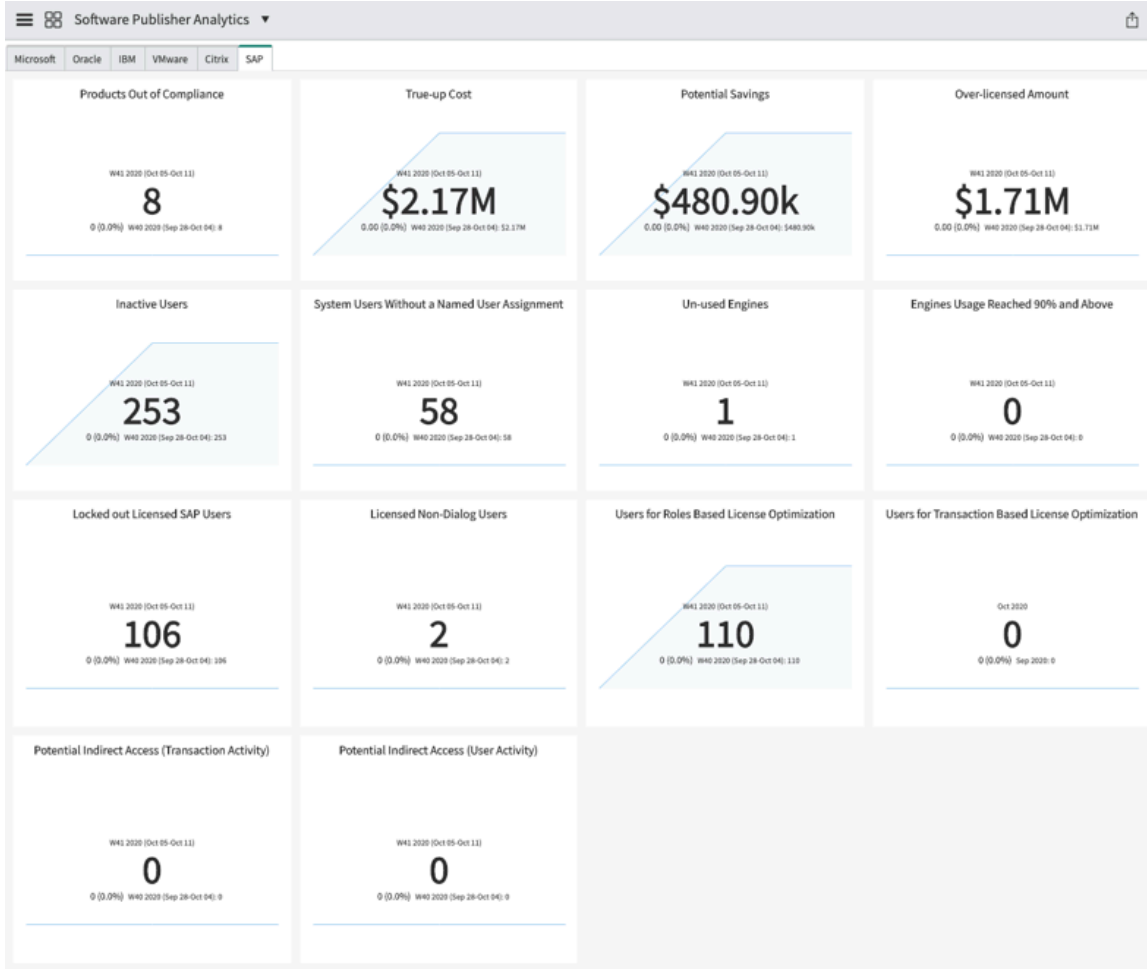 Software Publisher Analytics ▼
Microsoft Oracle IBM VMware Citrix SAP
Products Out of Compliance
W41 2020 (Oct 05-Oct 11)
8
0 (0.0%) W40 2020 (Sep 28-Oct 04): 8
True-up Cost
W41 2020 (Oct 05-Oct 11)
$2.17M
0.00 (0.0%) W40 2020 (Sep 28-Oct 04): $2.17M
Potential Savings
W41 2020 (Oct 05-Oct 11)
$480.90k
0.00 (0.0%) W40 2020 (Sep 28-Oct 04): $480.90k
Over-licensed Amount
W41 2020 (Oct 05-Oct 11)
$1.71M
0.00 (0.0%) W40 2020 (Sep 28-Oct 04): $1.71M
Inactive Users
W41 2020 (Oct 05-Oct 11)
253
0 (0.0%) W40 2020 (Sep 28-Oct 04): 253
System Users Without a Named User Assignment
W41 2020 (Oct 05-Oct 11)
58
0 (0.0%) W40 2020 (Sep 28-Oct 04): 58
Un-used Engines
W41 2020 (Oct 05-Oct 11)
1
0 (0.0%) W40 2020 (Sep 28-Oct 04): 1
Engines Usage Reached 90% and Above
W41 2020 (Oct 05-Oct 11)
0
0 (0.0%) W40 2020 (Sep 28-Oct 04): 0
Locked out Licensed SAP Users
W41 2020 (Oct 05-Oct 11)
106
0 (0.0%) W40 2020 (Sep 28-Oct 04): 106
Licensed Non-Dialog Users
W41 2020 (Oct 05-Oct 11)
2
0 (0.0%) W40 2020 (Sep 28-Oct 04): 2
Users for Roles Based License Optimization
W41 2020 (Oct 05-Oct 11)
110
0 (0.0%) W40 2020 (Sep 28-Oct 04): 110
Users for Transaction Based License Optimization
Oct 2020
0
0 (0.0%) Sep 2020: 0
Potential Indirect Access (Transaction Activity)
W41 2020 (Oct 05-Oct 11)
0
0 (0.0%) W40 2020 (Sep 28-Oct 04): 0
Potential Indirect Access (User Activity)
W41 2020 (Oct 05-Oct 11)
0
0 (0.0%) W40 2020 (Sep 28-Oct 04): 0